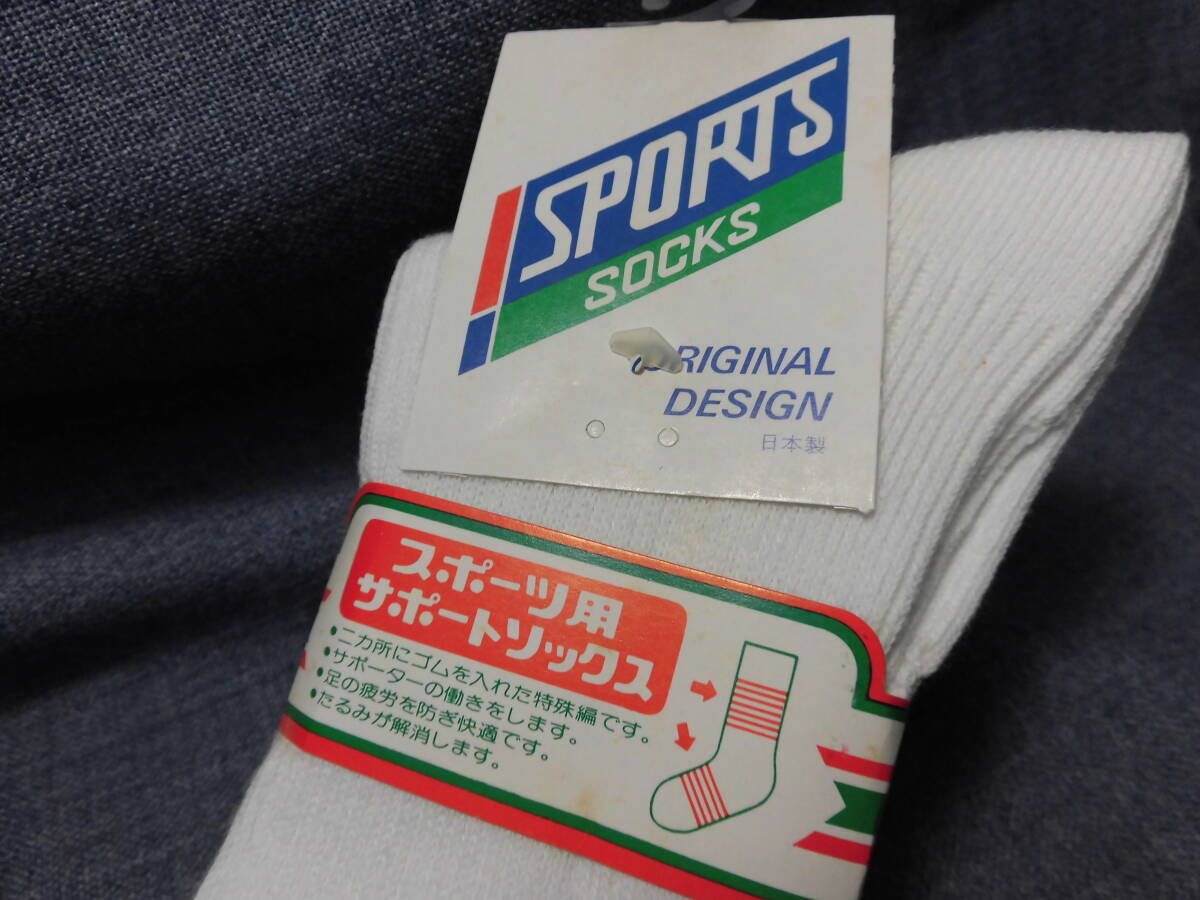 SPORTS
SOCKS
ORIGINAL
DESIGN
日本製
スポーツ用
サポートソックス
•二カ所にゴムを入れた特殊編です。
•サポーターの働きをします。
•足の疲労を防ぎ快適です。
•たるみが解消します。